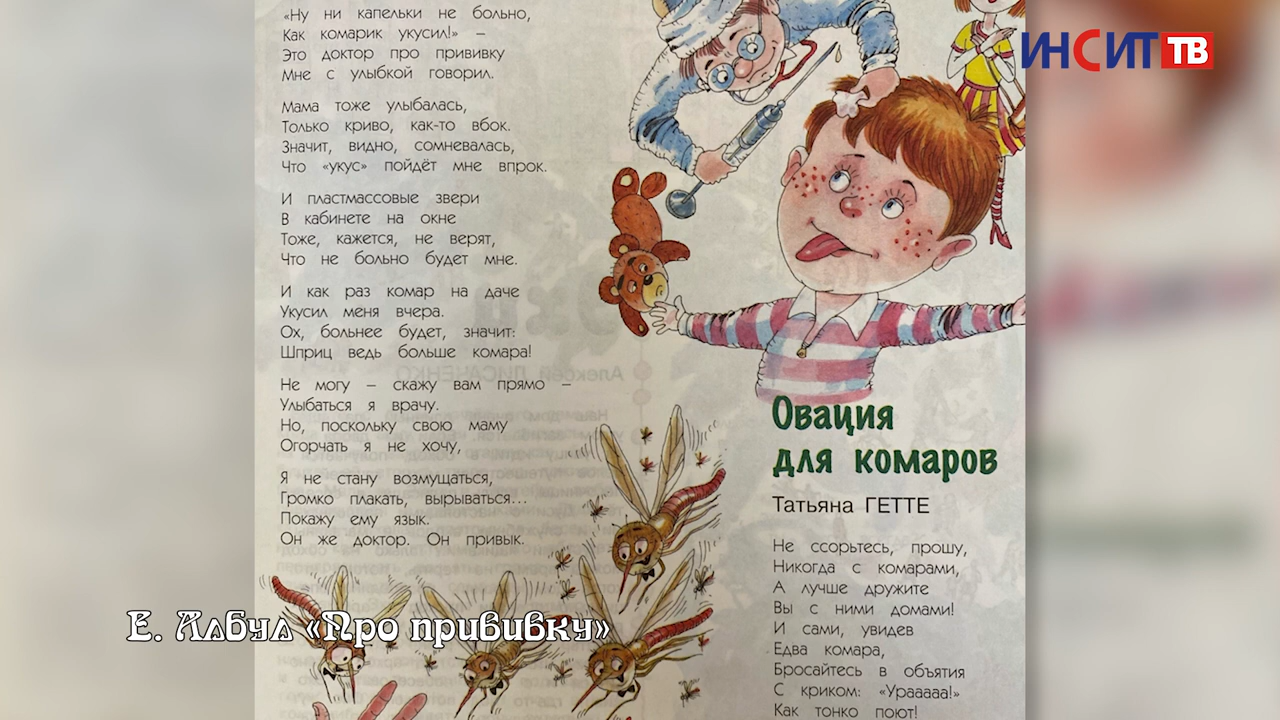 «Ну ни капельки не больно,
Как комарик укусил!» –
Это доктор про прививку
Мне с улыбкой говорил.
Мама тоже улыбалась,
Только криво, как-то вбок.
Значит, видно, сомневалась,
Что «укус» пойдёт мне впрок.
И пластмассовые звери
В кабинете на окне
Тоже, кажется, не верят,
Что не больно будет мне.
И как раз комар на даче
Укусил меня вчера.
Ох, больнее будет, значит:
Шприц ведь больше комара!
Не могу – скажу вам прямо –
Улыбаться я врачу.
Но, поскольку свою маму
Огорчать я не хочу,
Я не стану возмущаться,
Громко плакать, вырываться...
Покажу ему язык.
Он же доктор. Он привык.
ИНСИТ ТВ
Овация
для комаров
Татьяна ГЕТТЕ
Не ссорьтесь, прошу,
Никогда с комарами,
А лучше дружите
Вы с ними домами!
И сами, увидев
Едва комара,
Бросайтесь в объятия
С криком: «Урааааа!»
Как тонко поют!
Е. Албул «Про прививку»
Алексей ЛИСАЧЕНКО